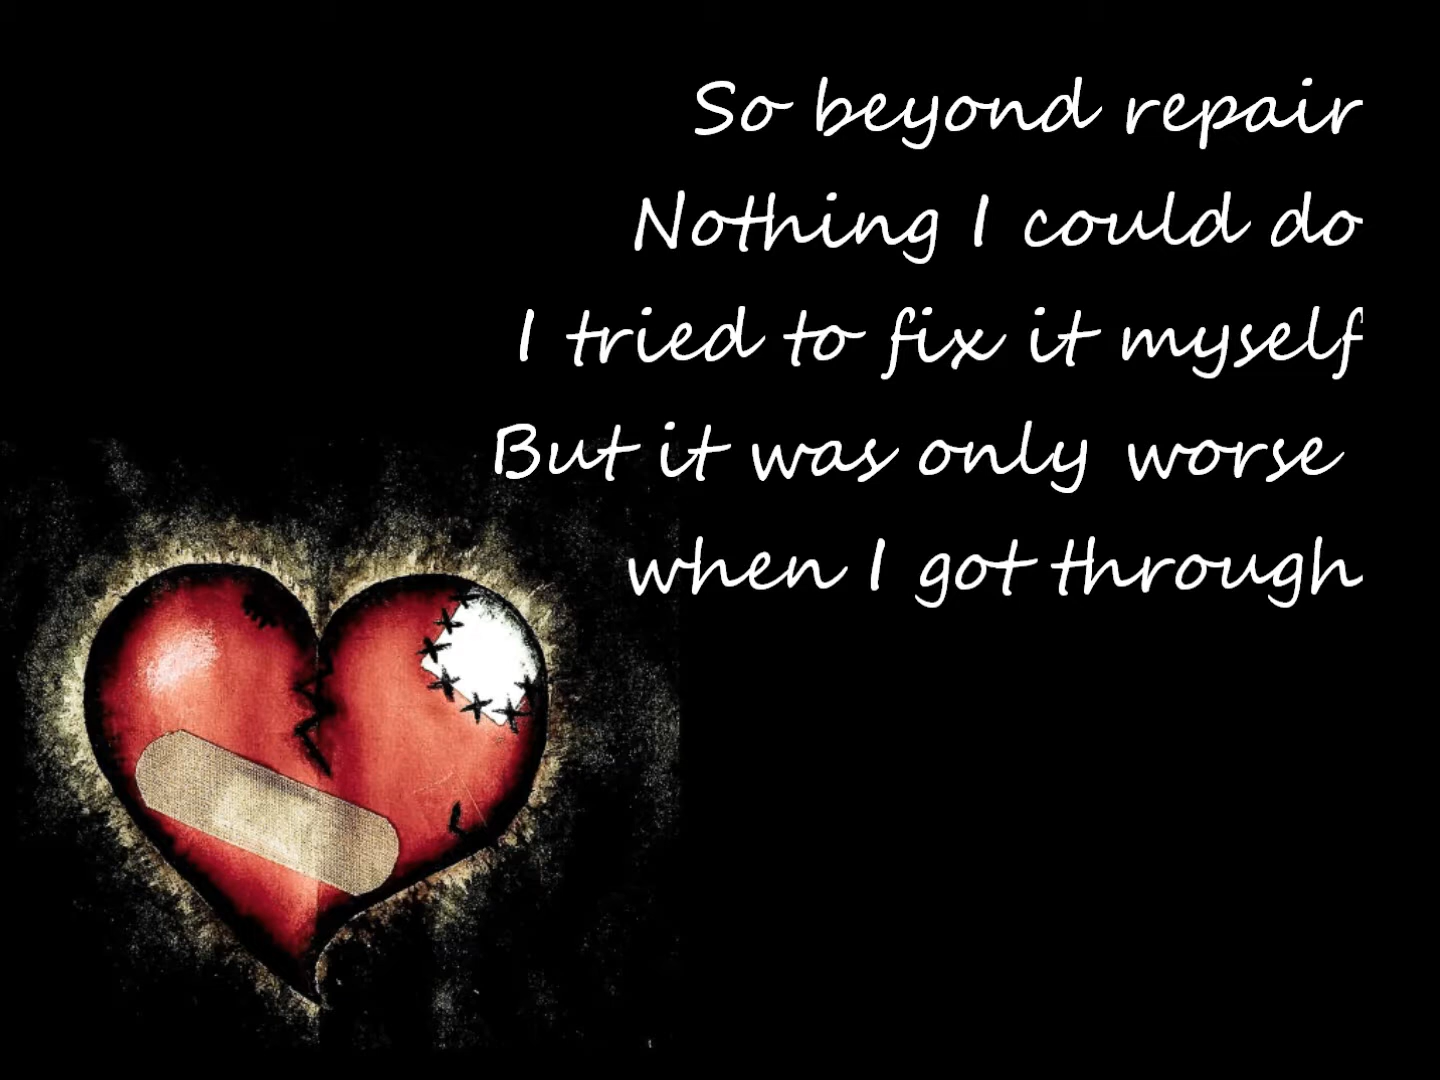 So beyond repair
Nothing I could do
I tried to fix it myself
But it was only worse
when I got through